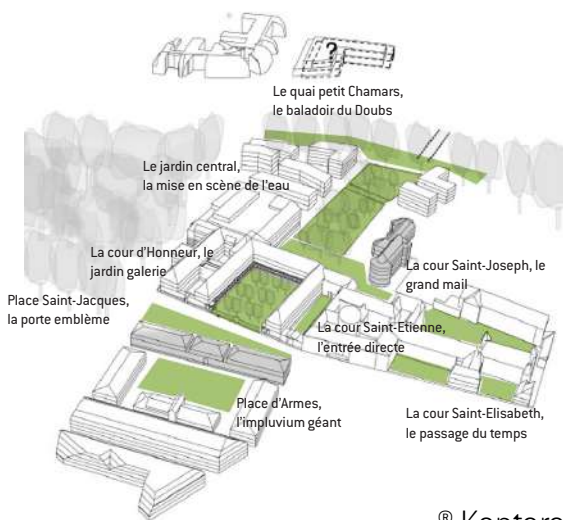 ?
Le quai petit Chamars,
le baladoir du Doubs
Le jardin central,
la mise en scène de l'eau
La cour d'Honneur, le
jardin galerie
La cour Saint-Joseph, le
grand mail
Place Saint-Jacques,
la porte emblème
La cour Saint-Etienne,
l'entrée directe
Place d'Armes,
l'impluvium géant
La cour Saint-Elisabeth,
le passage du temps